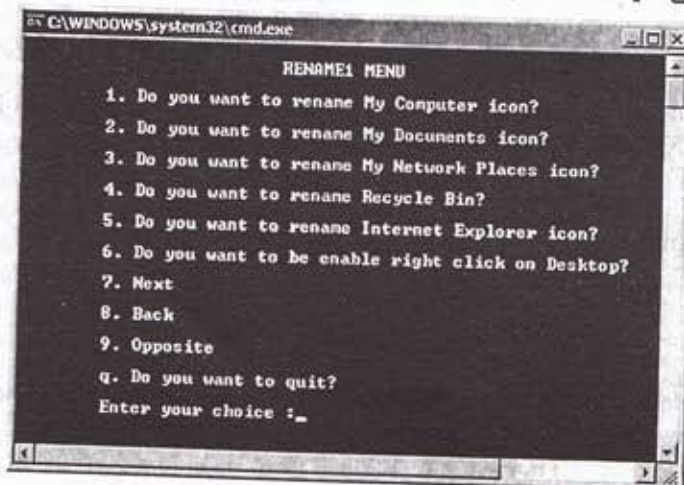 C:\WINDOWS\system32\cmd.exe
RENAME1 MENU
1. Do you want to rename My Computer icon?
2. Do you want to rename My Documents icon?
3. Do you want to rename My Network Places icon?
4. Do you want to rename Recycle Bin?
5. Do you want to rename Internet Explorer icon?
6. Do you want to be enable right click on Desktop?
7. Next
8. Back
9. Opposite
q. Do you want to quit?
Enter your choice :_